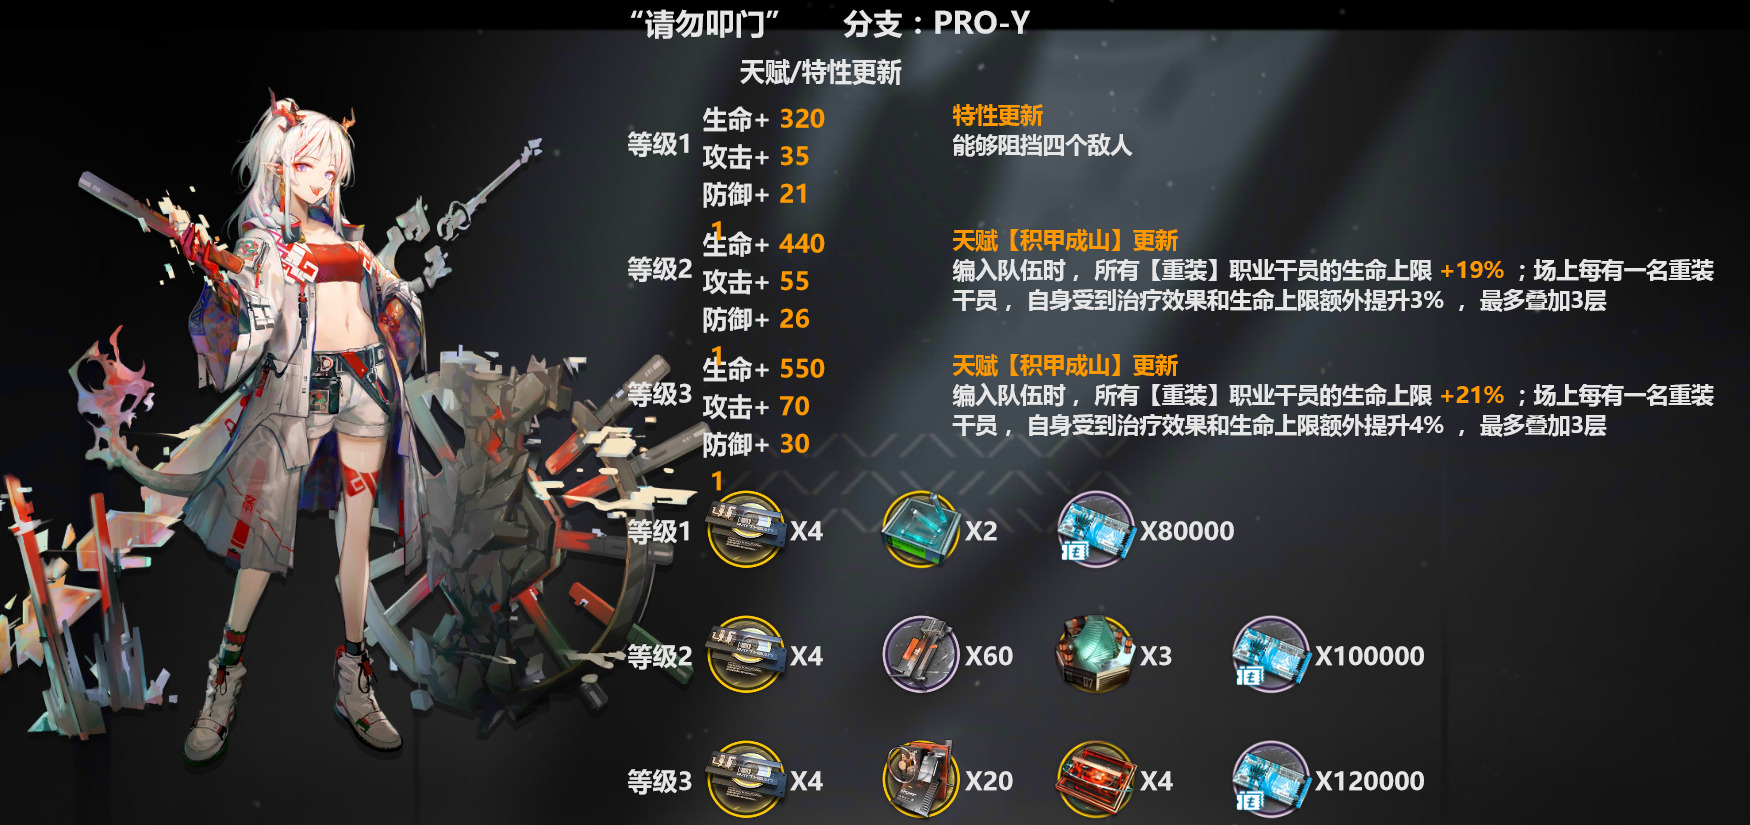 “请勿叩门” 分支：PRO-Y
天赋/特性更新
等级1
生命+ 320
攻击+ 35
防御+ 21
1
特性更新
能够阻挡四个敌人
等级2
生命+ 440
攻击+ 55
防御+ 26
1
天赋【积甲成山】更新
编入队伍时，所有【重装】职业干员的生命上限 +19% ；场上每有一名重装
干员，自身受到治疗效果和生命上限额外提升3% ，最多叠加3层
等级3
生命+ 550
攻击+ 70
防御+ 30
1
天赋【积甲成山】更新
编入队伍时，所有【重装】职业干员的生命上限 +21% ；场上每有一名重装
干员，自身受到治疗效果和生命上限额外提升4% ，最多叠加3层
等级1 X4 X2 X80000
等级2 X4 X60 X3 X100000
等级3 X4 X20 X4 X120000